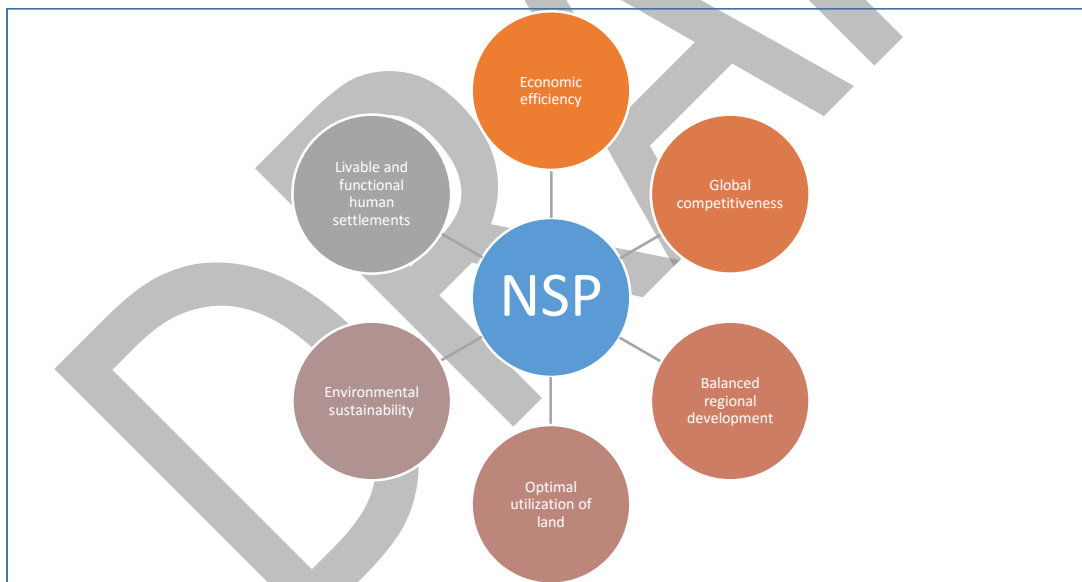 Economic
efficiency
Global
competitiveness
Balanced
regional
development
Optimal
utilization of
land
Environmental
sustainability
Livable and
functional
human
settlements
NSP